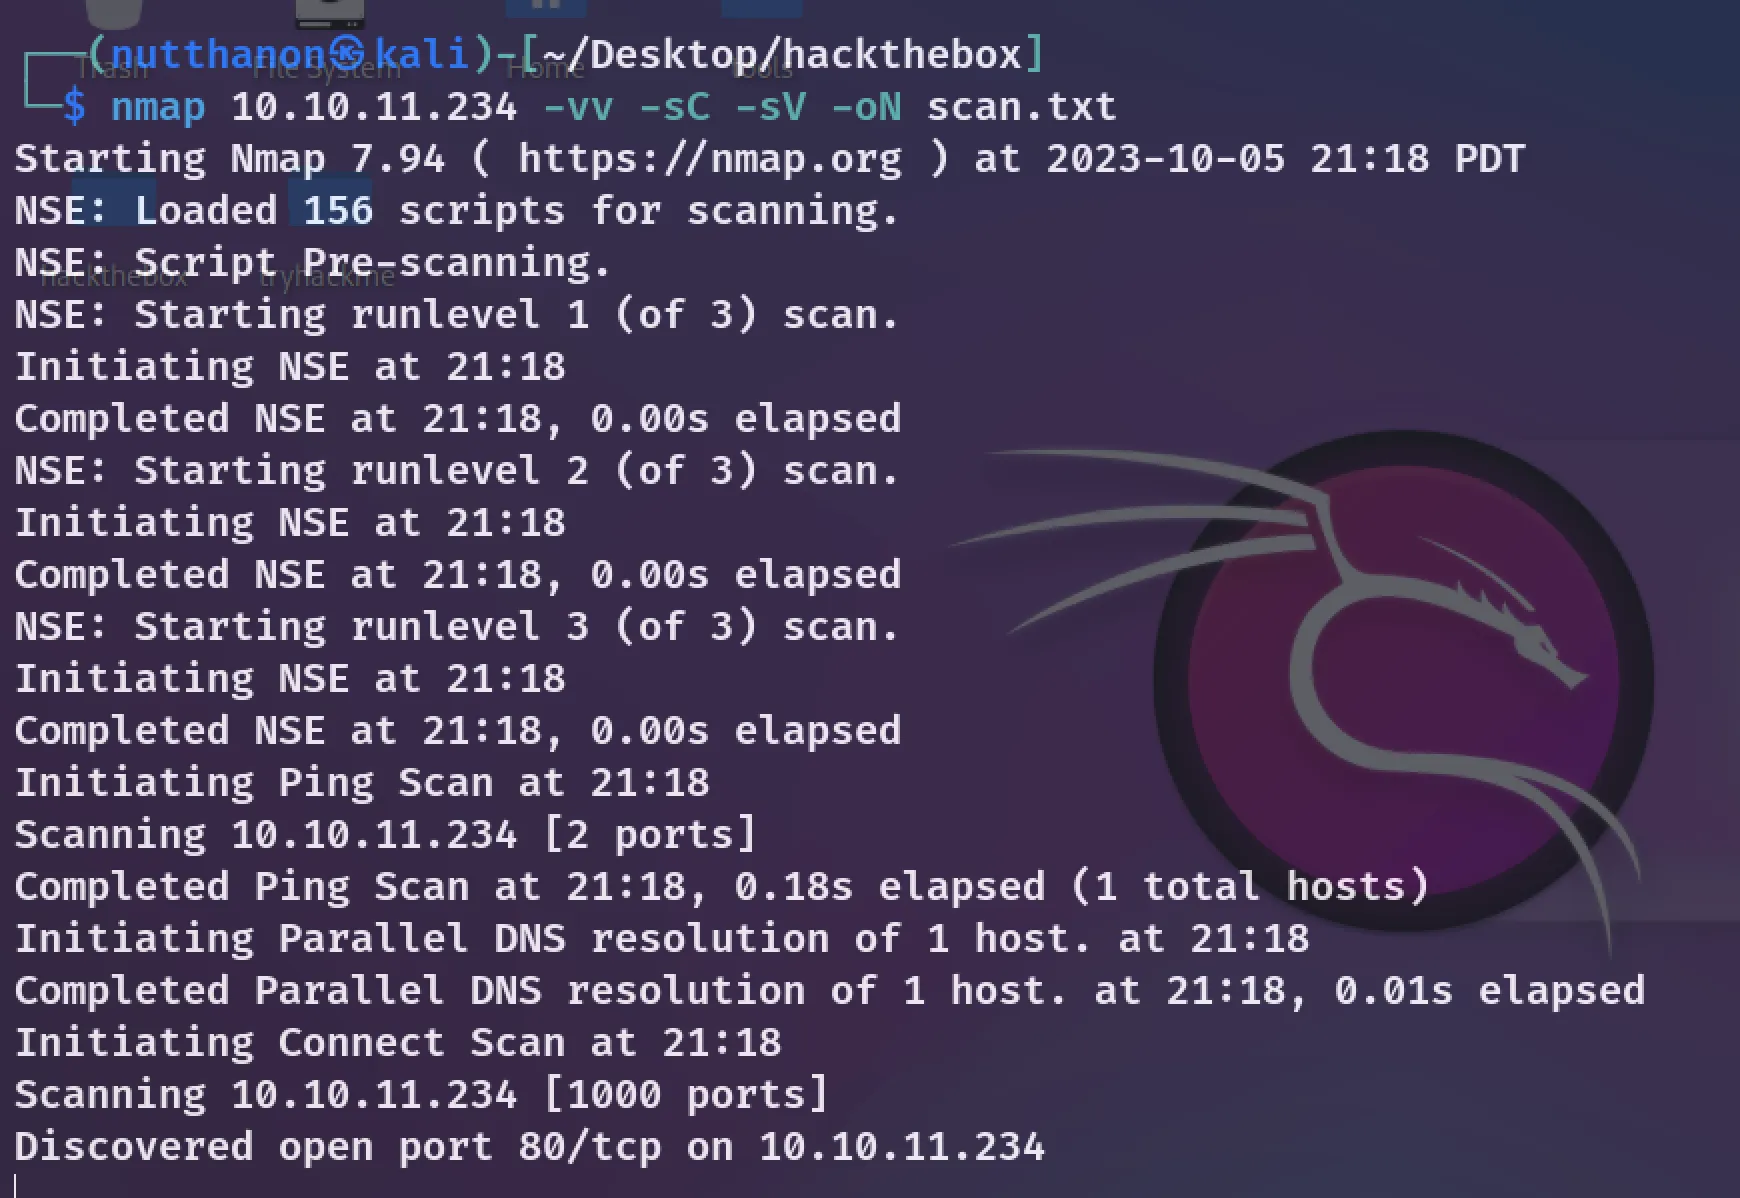 Trash File System Home tools
┌──(nutthanon㉿kali)-[~/Desktop/hackthebox]
└─$ nmap 10.10.11.234 -vv -sC -sV -oN scan.txt
Starting Nmap 7.94 ( https://nmap.org ) at 2023-10-05 21:18 PDT
NSE: Loaded 156 scripts for scanning.
NSE: Script Pre-scanning.
hackthebox tryhackme
NSE: Starting runlevel 1 (of 3) scan.
Initiating NSE at 21:18
Completed NSE at 21:18, 0.00s elapsed
NSE: Starting runlevel 2 (of 3) scan.
Initiating NSE at 21:18
Completed NSE at 21:18, 0.00s elapsed
NSE: Starting runlevel 3 (of 3) scan.
Initiating NSE at 21:18
Completed NSE at 21:18, 0.00s elapsed
Initiating Ping Scan at 21:18
Scanning 10.10.11.234 [2 ports]
Completed Ping Scan at 21:18, 0.18s elapsed (1 total hosts)
Initiating Parallel DNS resolution of 1 host. at 21:18
Completed Parallel DNS resolution of 1 host. at 21:18, 0.01s elapsed
Initiating Connect Scan at 21:18
Scanning 10.10.11.234 [1000 ports]
Discovered open port 80/tcp on 10.10.11.234